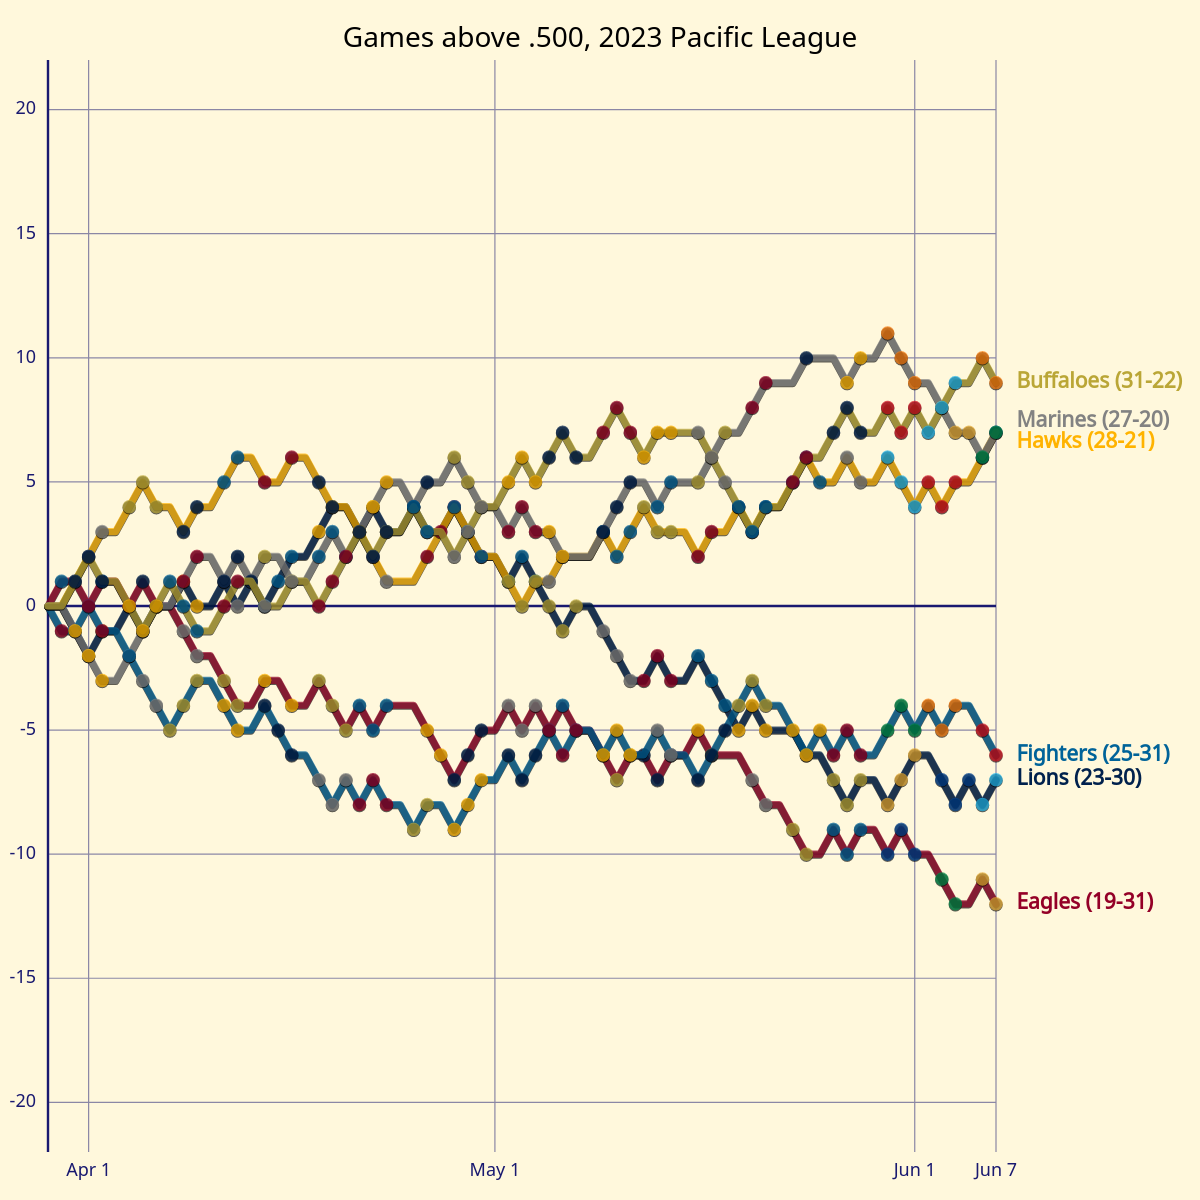 Games above .500, 2023 Pacific League
20
15
10
5
0
-5
-10
-15
-20
Buffaloes (31-22)
Marines (27-20)
Hawks (28-21)
Fighters (25-31)
Lions (23-30)
Eagles (19-31)
Apr 1
May 1
Jun 1
Jun 7